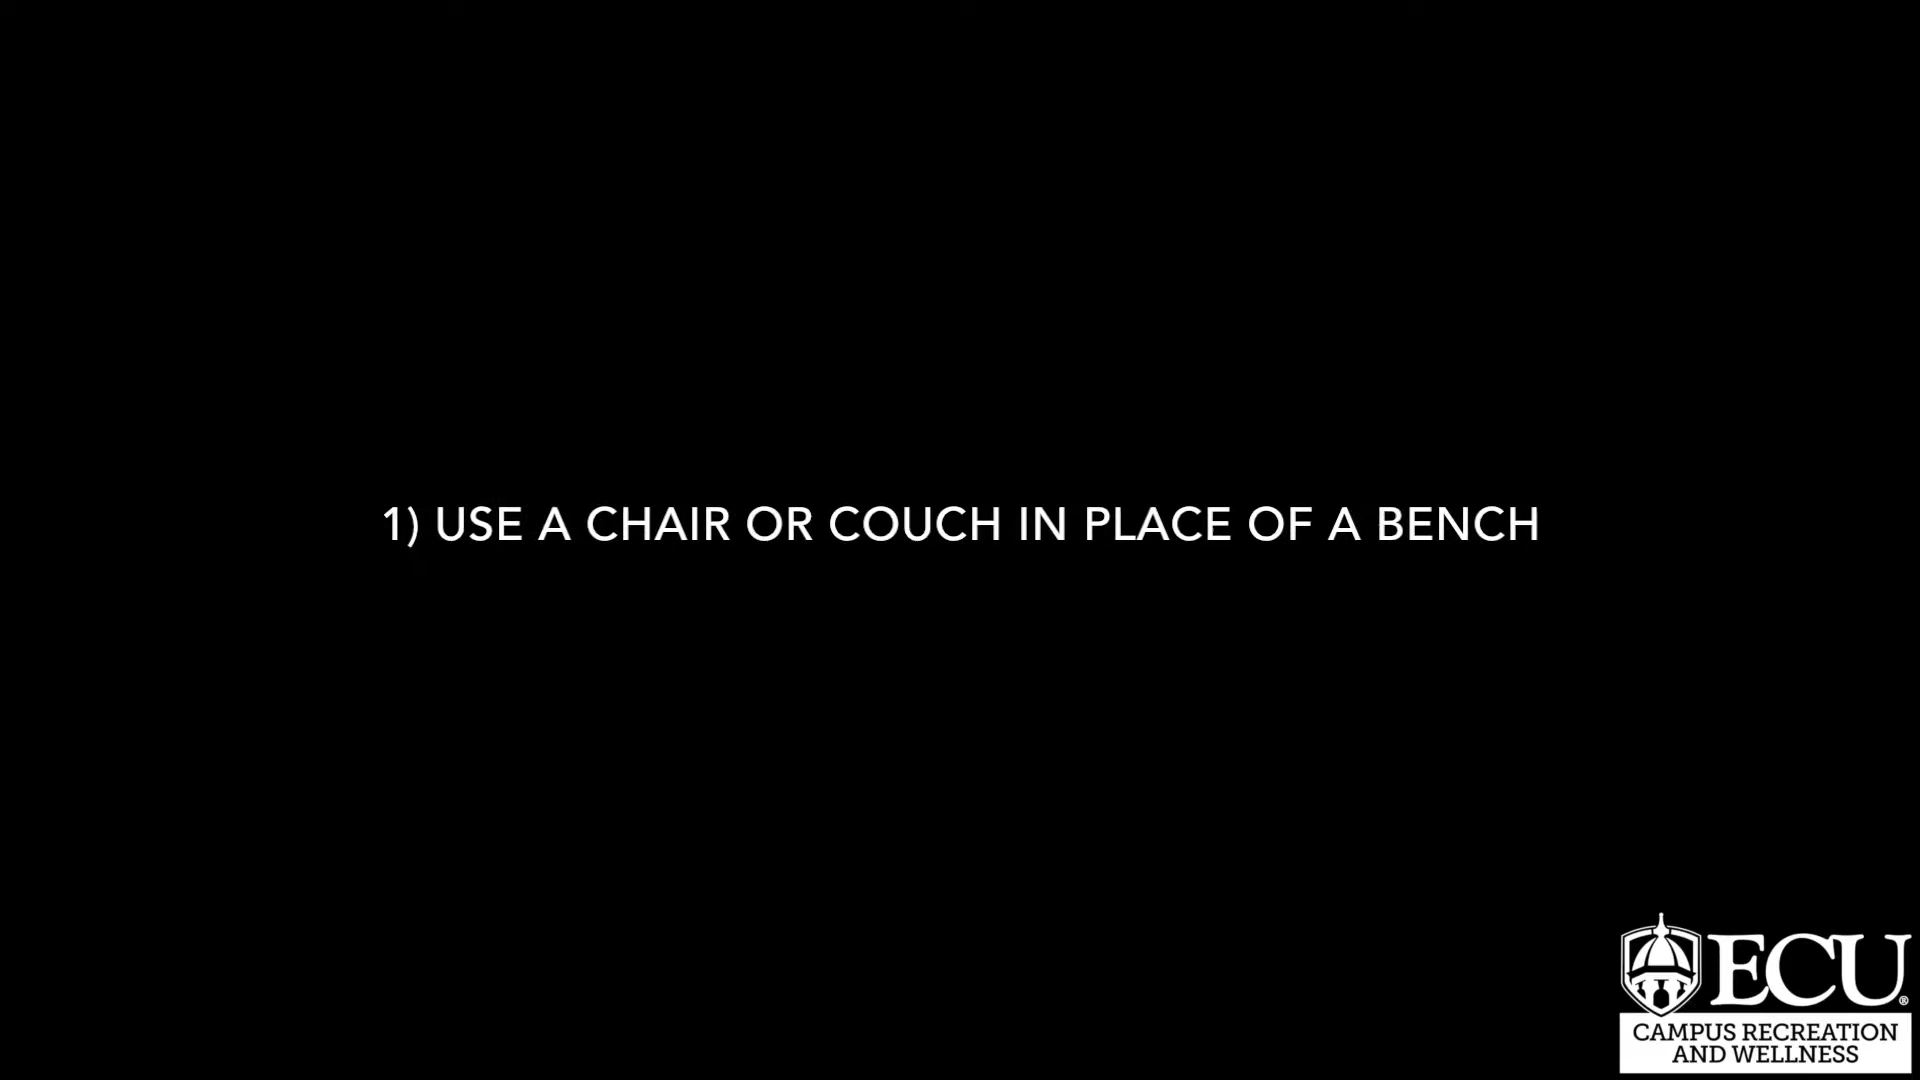 1) USE A CHAIR OR COUCH IN PLACE OF A BENCH
ECU®
CAMPUS RECREATION
AND WELLNESS